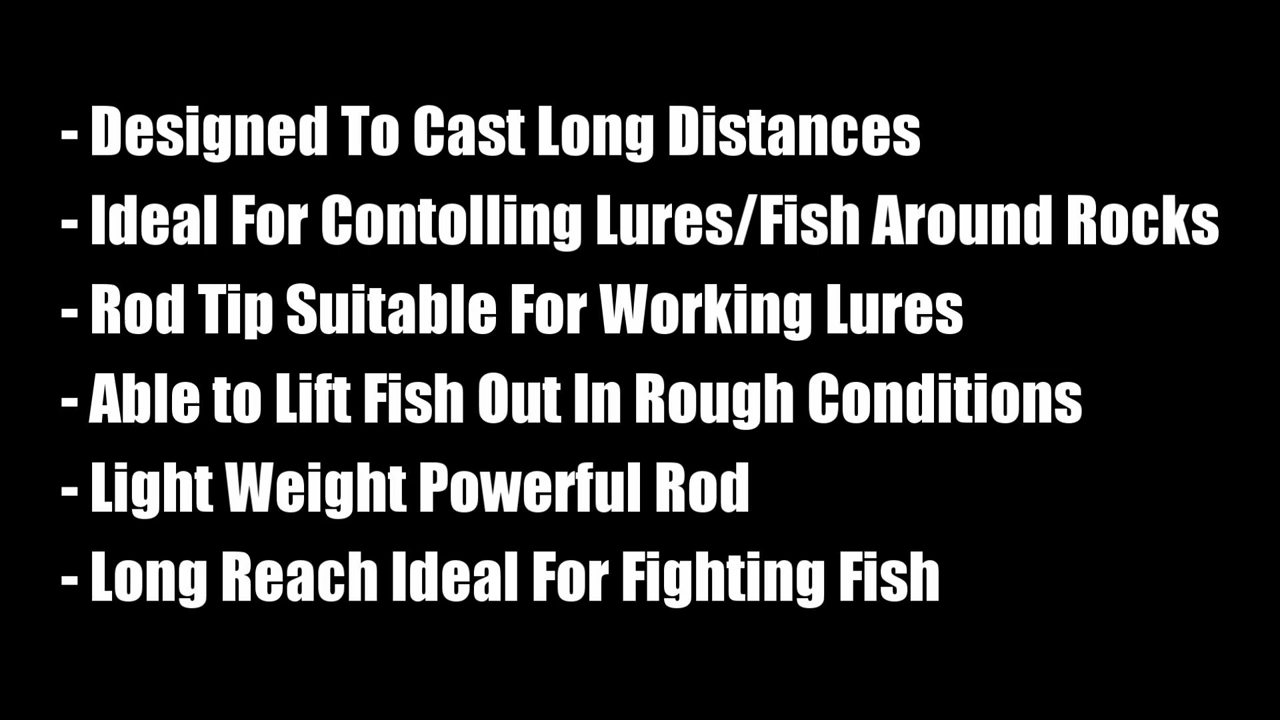 - Designed To Cast Long Distances
- Ideal For Contolling Lures/Fish Around Rocks
- Rod Tip Suitable For Working Lures
- Able to Lift Fish Out In Rough Conditions
- Light Weight Powerful Rod
- Long Reach Ideal For Fighting Fish